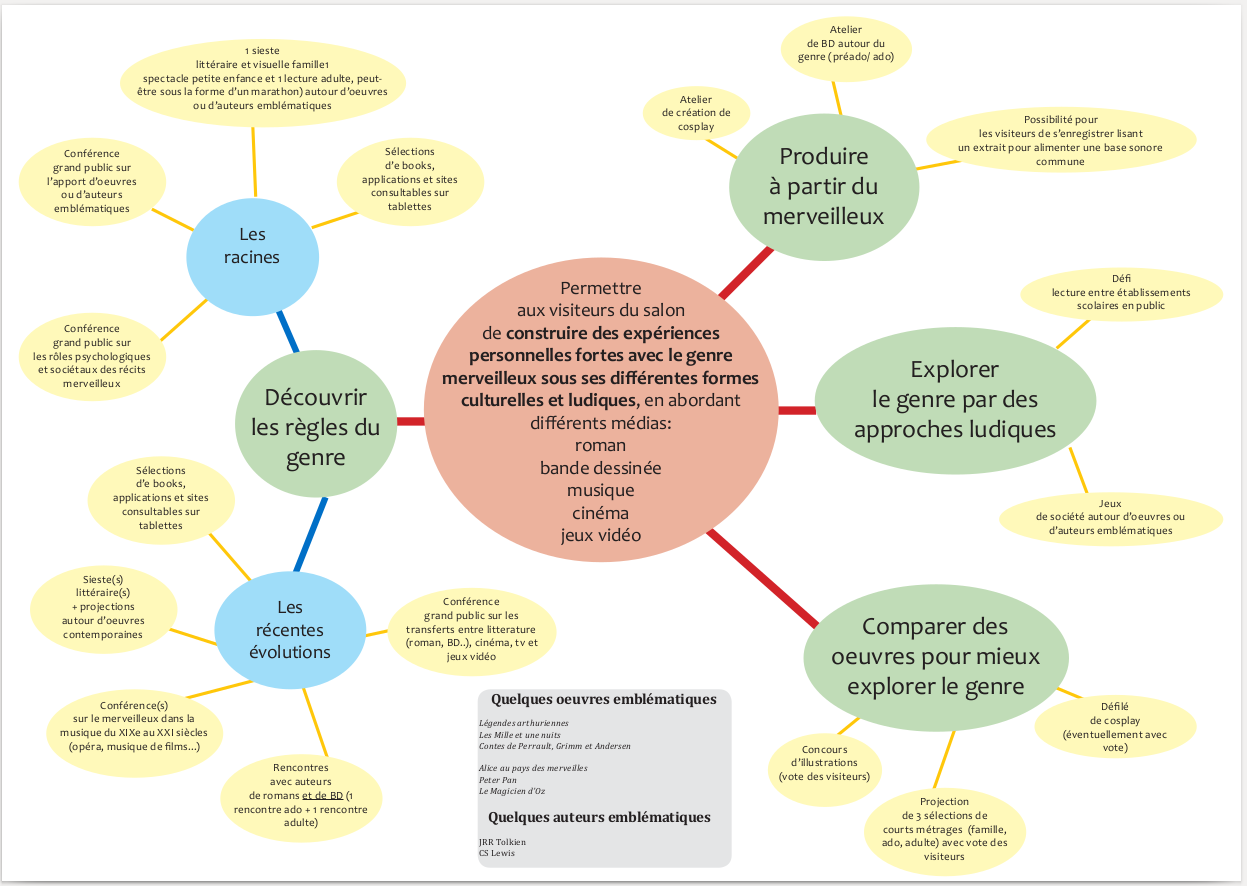 1 sieste
littéraire et visuelle famille1
spectacle petite enfance et 1 lecture adulte, peut-
être sous la forme d'un marathon) autour d'oeuvres
ou d'auteurs emblématiques
Conférence
grand public sur
l'apport d'oeuvres
ou d'auteurs
emblématiques
Sélections
d'e books,
applications et sites
consultables sur
tablettes
Les
racines
Conférence
grand public sur
les rôles psychologiques
et sociétaux des récits
merveilleux
Découvrir
les règles du
genre
Sélections
d'e books,
applications et sites
consultables sur
tablettes
Sieste(s)
littéraire(s)
+ projections
autour d'oeuvres
contemporaines
Les
récentes
évolutions
Conférence
grand public sur les
transferts entre litterature
(roman, BD..), cinéma, tv et
jeux vidéo
Conférence(s)
sur le merveilleux dans la
musique du XIXe au XXI siècles
(opéra, musique de films...)
Rencontres
avec auteurs
de romans et de BD (1
rencontre ado + 1 rencontre
adulte)
Permettre
aux visiteurs du salon
de construire des expériences
personnelles fortes avec le genre
merveilleux sous ses différentes formes
culturelles et ludiques, en abordant
différents médias:
roman
bande dessinée
musique
cinéma
jeux vidéo
Atelier
de BD autour du
genre (préado/ ado)
Atelier
de création de
cosplay
Possibilité pour
les visiteurs de s'enregistrer lisant
un extrait pour alimenter une base sonore
commune
Produire
à partir du
merveilleux
Défi
lecture entre établissements
scolaires en public
Explorer
le genre par des
approches ludiques
Jeux
de société autour d'oeuvres ou
d'auteurs emblématiques
Comparer des
oeuvres pour mieux
explorer le genre
Défilé
de cosplay
(éventuellement avec
vote)
Concours
d'illustrations
(vote des visiteurs)
Projection
de 3 sélections de
courts métrages (famille,
ado, adulte) avec vote des
visiteurs
Quelques oeuvres emblématiques
Légendes arthuriennes
Les Mille et une nuits
Contes de Perrault, Grimm et Andersen
Alice au pays des merveilles
Peter Pan
Le Magicien d'Oz
Quelques auteurs emblématiques
JRR Tolkien
CS Lewis